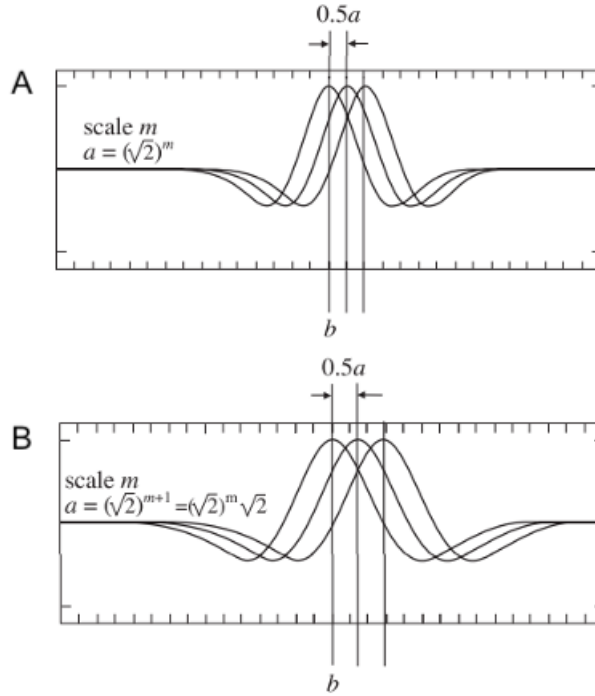 0.5a
A
scale m
a = (√2)^m
b
0.5a
B
scale m
a = (√2)^{m+1} = (√2)^m √2
b